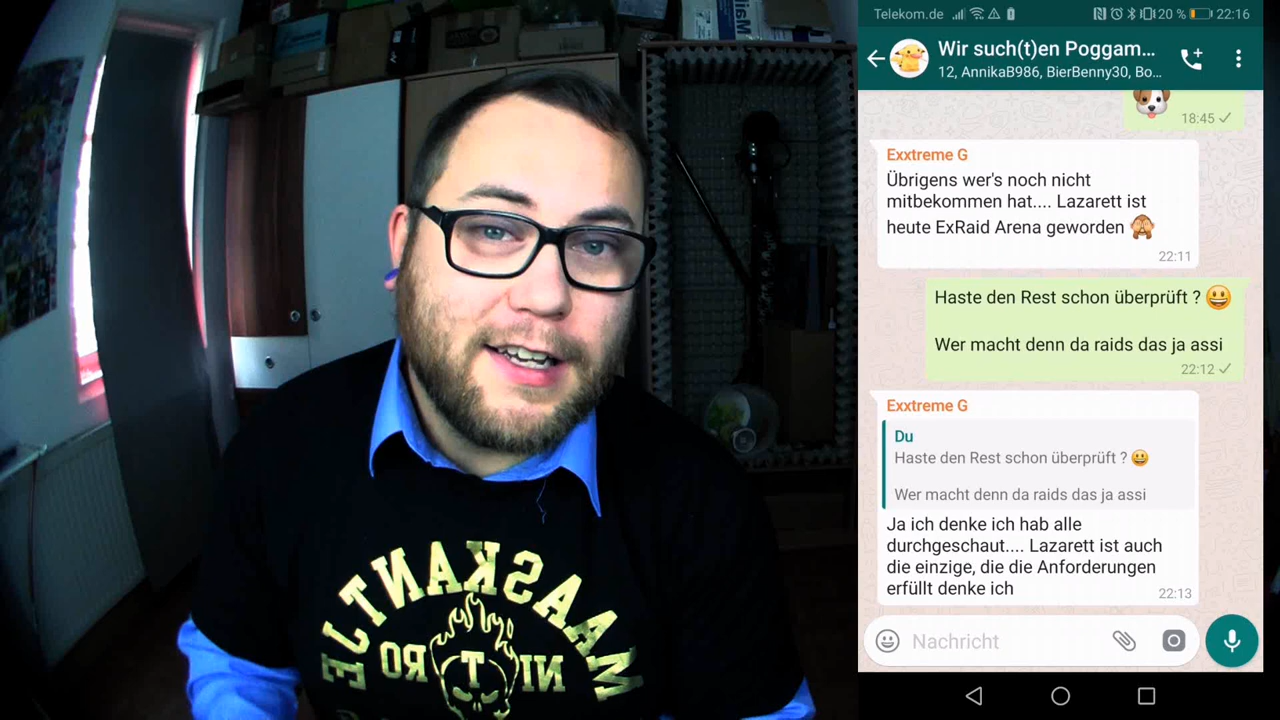 Telekom.de 20 % 22:16
Wir such(t)en Poggam...
12, AnnikaB986, BierBenny30, Bo...
18:45
Exxtreme G
Übrigens wer's noch nicht
mitbekommen hat.... Lazarett ist
heute ExRaid Arena geworden 🙈
22:11
Haste den Rest schon überprüft ? 😀
Wer macht denn da raids das ja assi
22:12
Exxtreme G
Du
Haste den Rest schon überprüft ? 😀
Wer macht denn da raids das ja assi
Ja ich denke ich hab alle
durchgeschaut.... Lazarett ist auch
die einzige, die die Anforderungen
erfüllt denke ich
22:13
Nachricht
MAASKANTJE
NITRO